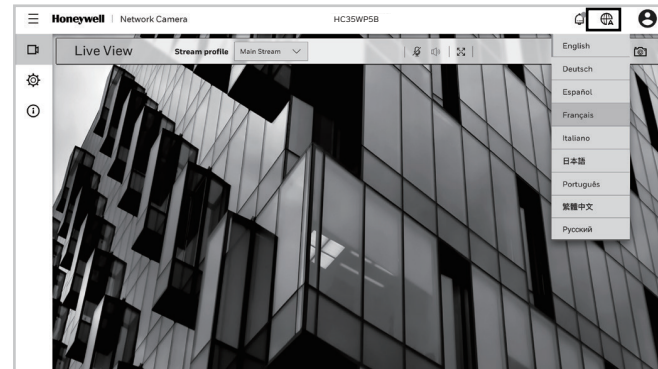 Honeywell | Network Camera HC35WP5B
Live View Stream profile Main Stream
English
Deutsch
Español
Français
Italiano
日本語
Português
繁體中文
Русский